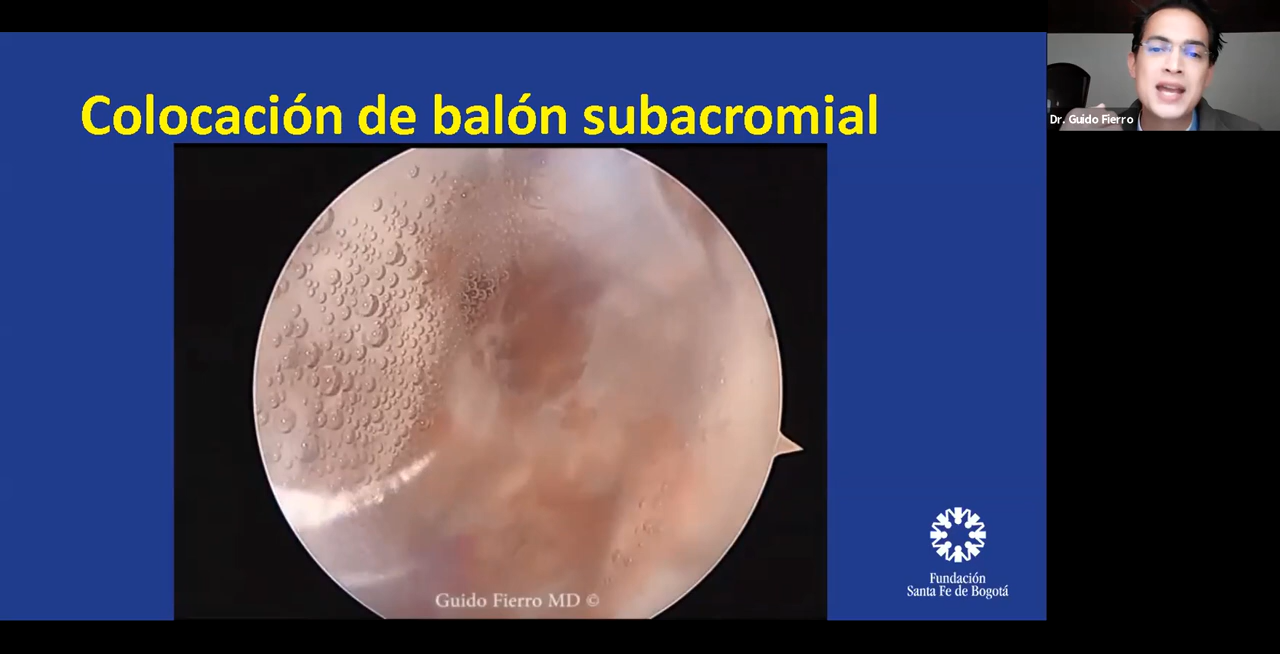 Colocación de balón subacromial
Dr. Guido Fierro
Guido Fierro MD ©
Fundación
Santa Fe de Bogotá